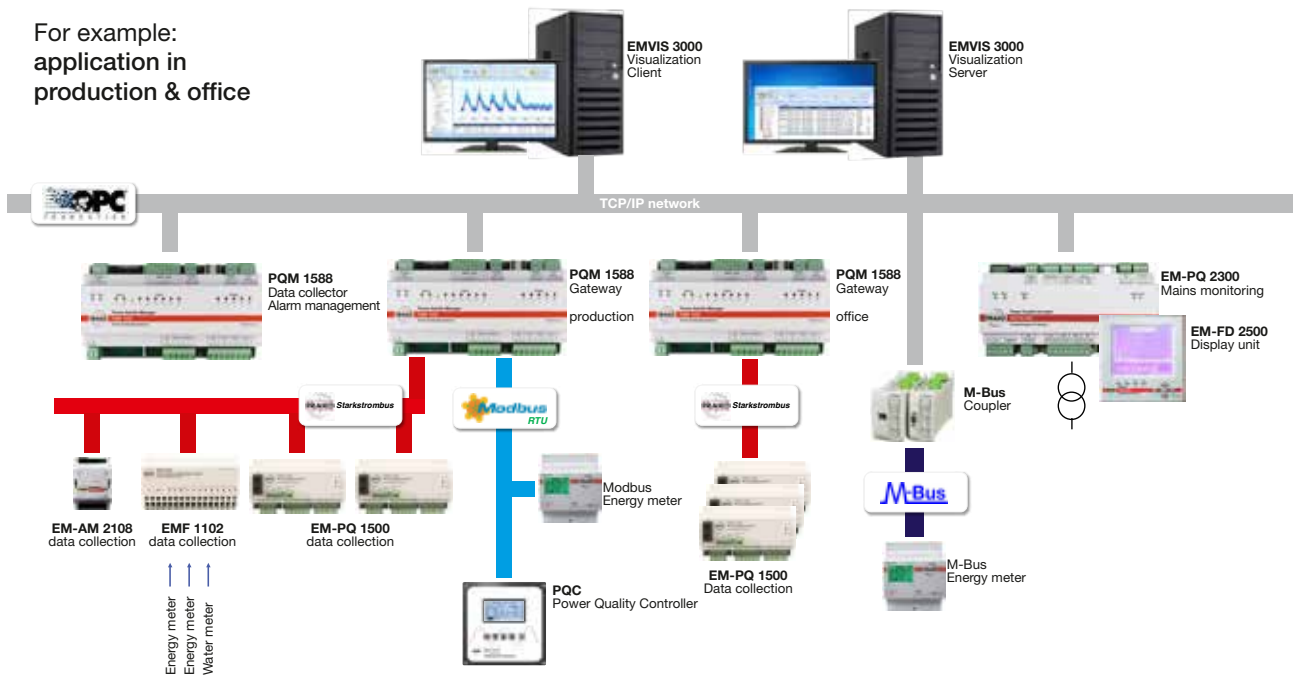 For example:
application in
production & office
EMVIS 3000
Visualization
Client
EMVIS 3000
Visualization
Server
OPC
FOUNDATION
TCP/IP network
PQM 1588
Data collector
Alarm management
PQM 1588
Gateway
production
PQM 1588
Gateway
office
EM-PQ 2300
Mains monitoring
EM-FD 2500
Display unit
Starkstrombus
Modbus
RTU
Starkstrombus
M-Bus
Coupler
M-Bus
EM-AM 2108
data collection
EMF 1102
data collection
EM-PQ 1500
data collection
Modbus
Energy meter
EM-PQ 1500
Data collection
M-Bus
Energy meter
PQC
Power Quality Controller
Energy meter
Energy meter
Water meter